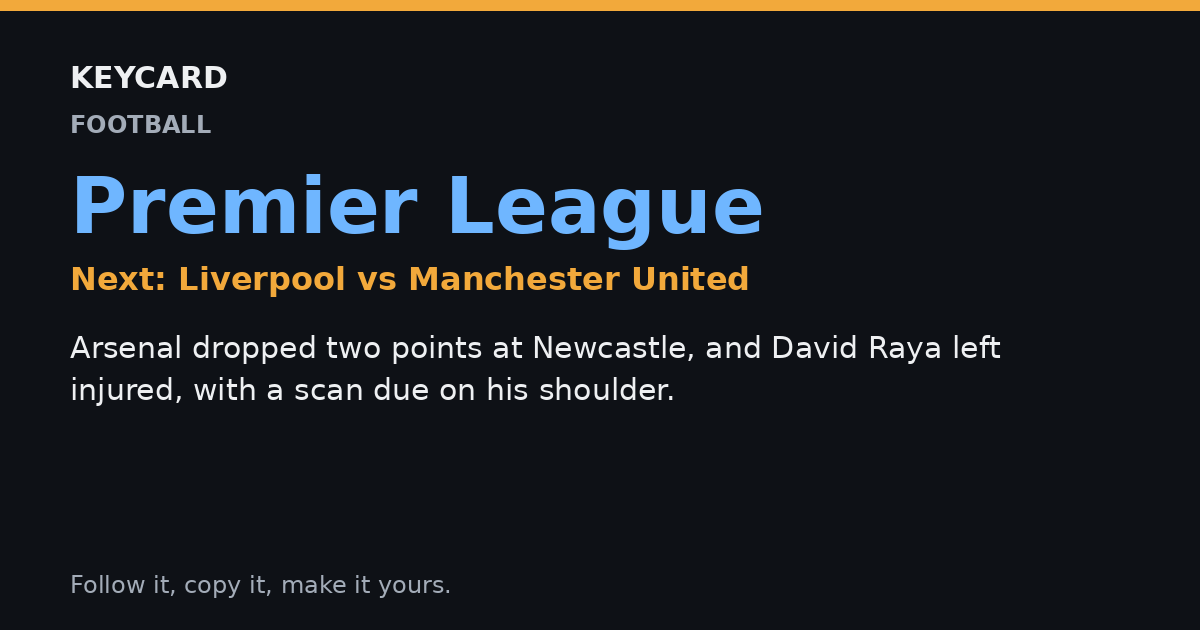 KEYCARD
FOOTBALL
Premier League
Next: Liverpool vs Manchester United
Arsenal dropped two points at Newcastle, and David Raya left
injured, with a scan due on his shoulder.
Follow it, copy it, make it yours.